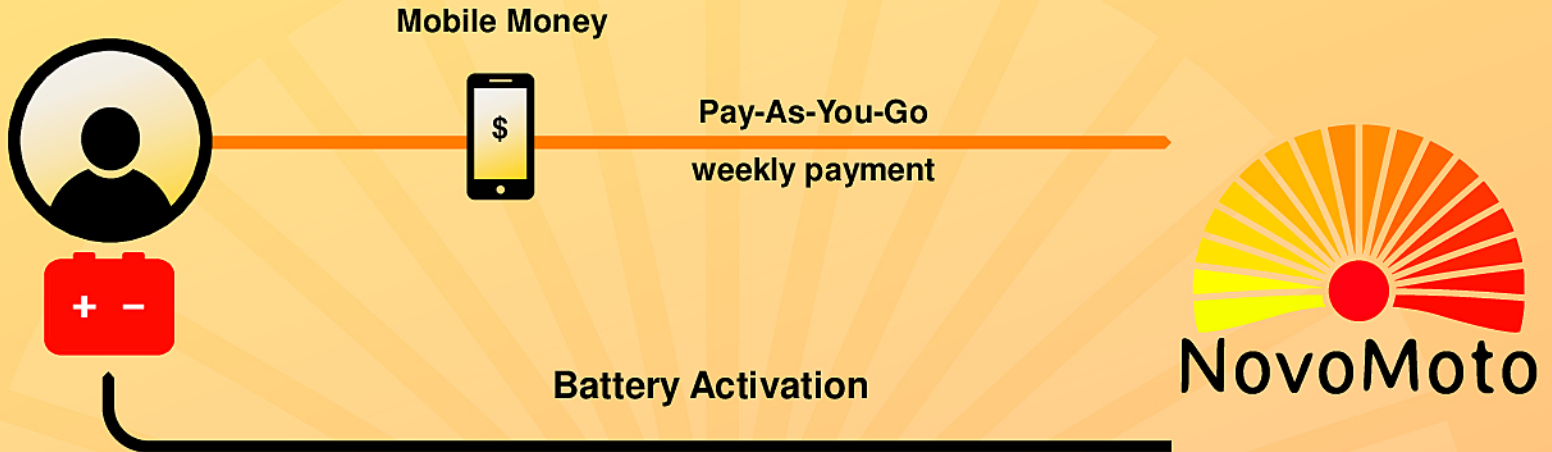 Mobile Money
$
Pay-As-You-Go
weekly payment
+ −
Battery Activation
NovoMoto